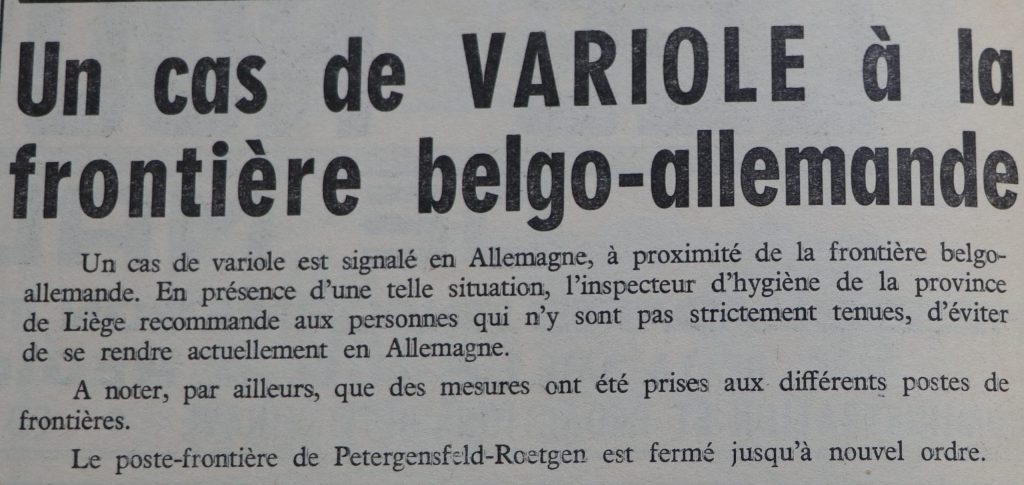 Un cas de VARIOLE à la
frontière belgo-allemande
Un cas de variole est signalé en Allemagne, à proximité de la frontière belgo-
allemande. En présence d'une telle situation, l'inspecteur d'hygiène de la province
de Liège recommande aux personnes qui n'y sont pas strictement tenues, d'éviter
de se rendre actuellement en Allemagne.
A noter, par ailleurs, que des mesures ont été prises aux différents postes de
frontières.
Le poste-frontière de Petergensfeld-Roetgen est fermé jusqu'à nouvel ordre.